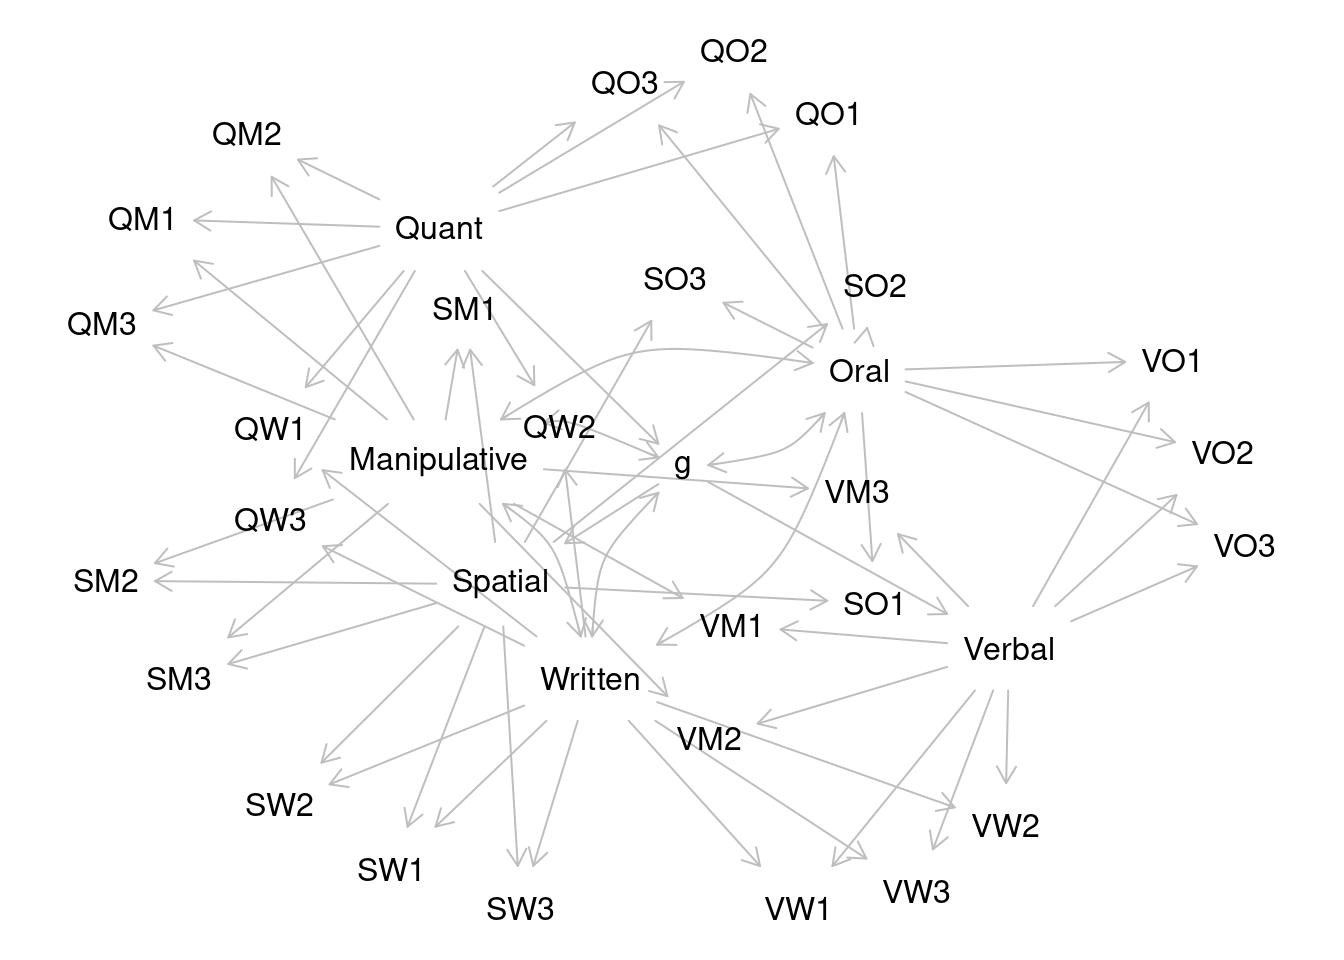 QO2
QO3
QO1
QM2
QM1
Quant
SO3
SO2
SM1
QM3
VO1
Oral
QW1
QW2
VO2
Manipulative
g
VM3
QW3
VO3
SM2
Spatial
SO1
VM1
Verbal
SM3
Written
VM2
SW2
VW2
SW1
VW3
SW3
VW1